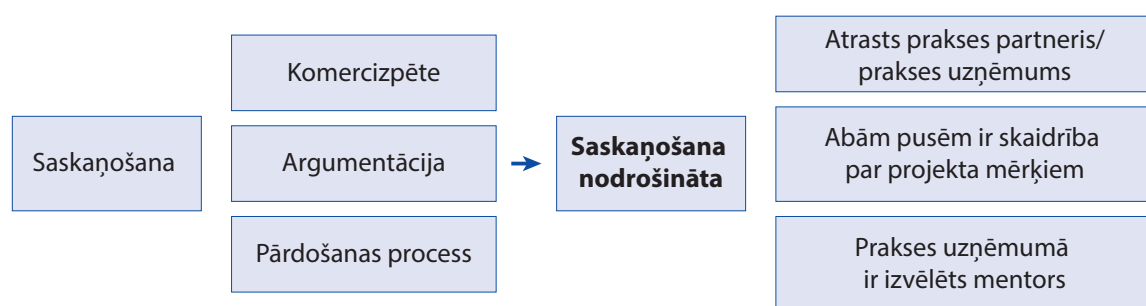 Saskaņošana
Komercizpēte
Argumentācija
Pārdošanas process
Saskaņošana
nodrošināta
Atrasts prakses partneris/
prakses uzņēmums
Abām pusēm ir skaidrība
par projekta mērķiem
Prakses uzņēmumā
ir izvēlēts mentors